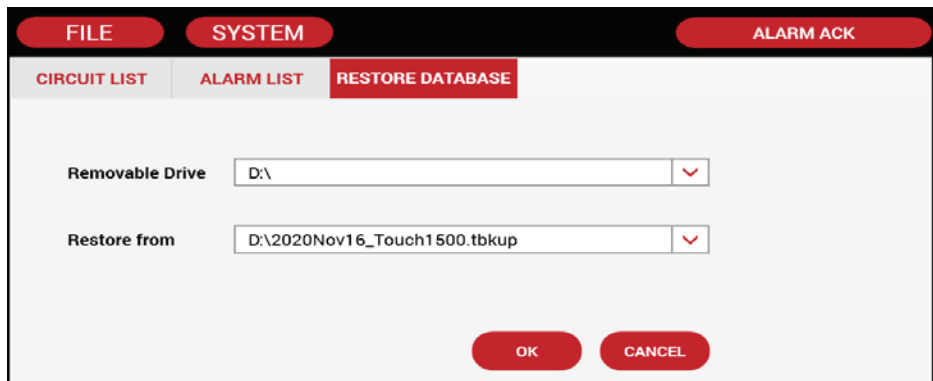 FILE SYSTEM ALARM ACK
CIRCUIT LIST ALARM LIST RESTORE DATABASE
Removable Drive D:\
Restore from D:\2020Nov16_Touch1500.tbkup
OK CANCEL